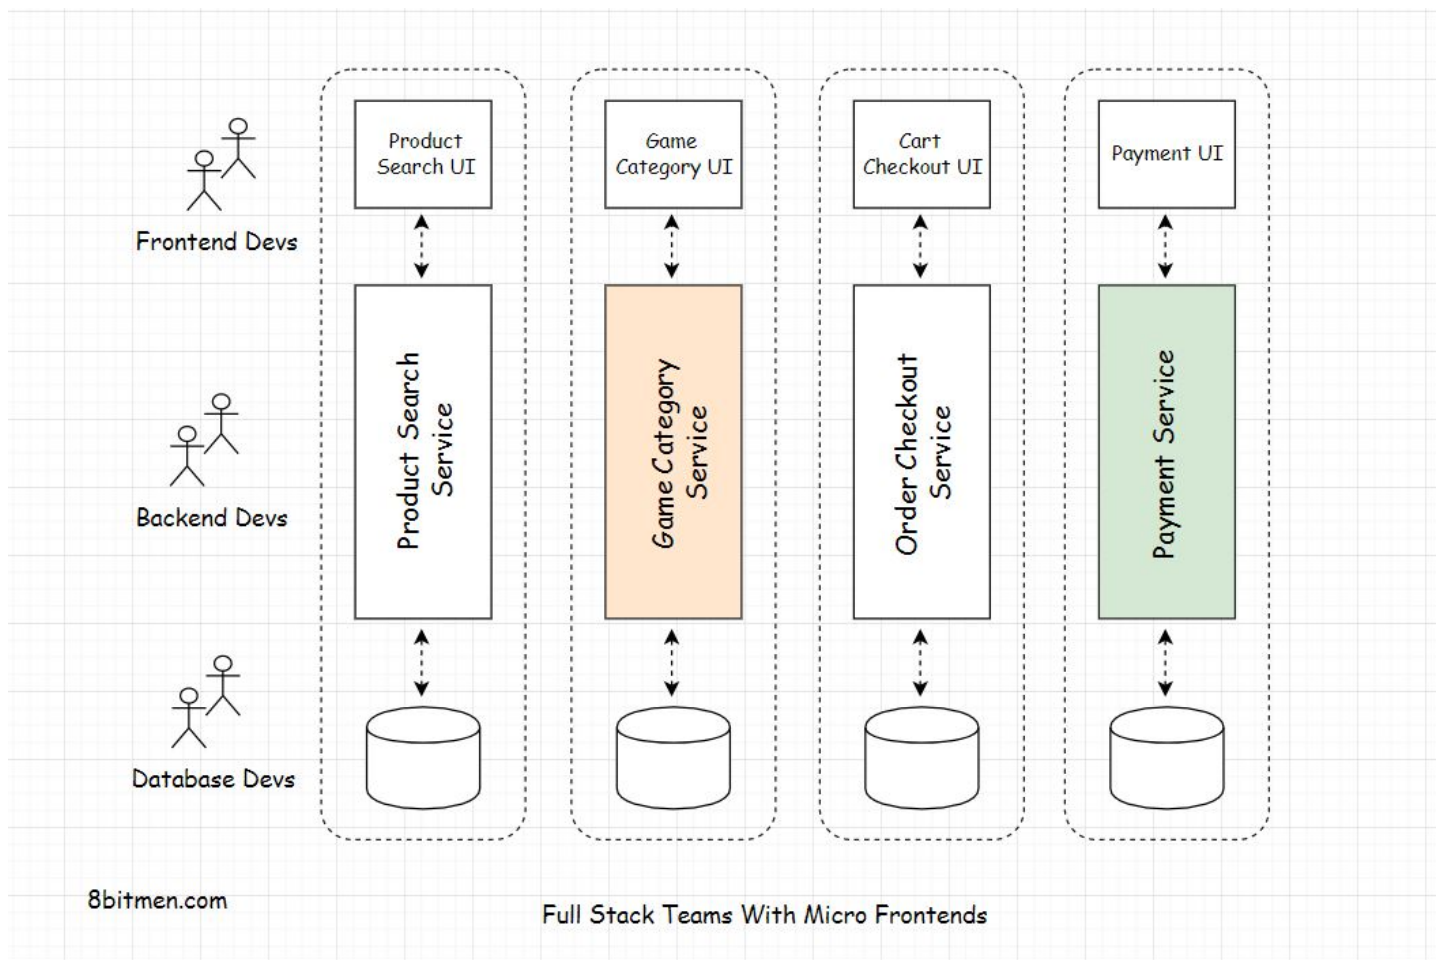 Product
Search UI
Game
Category UI
Cart
Checkout UI
Payment UI
Frontend Devs
Product Search
Service
Game Category
Service
Order Checkout
Service
Payment Service
Backend Devs
Database Devs
8bitmen.com
Full Stack Teams With Micro Frontends